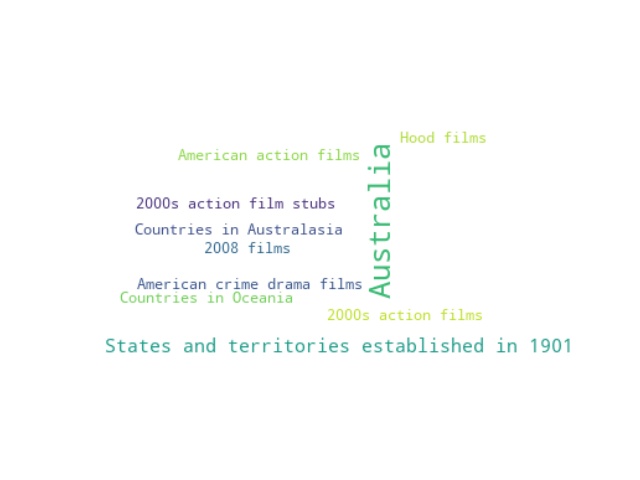 Hood films
American action films
Australia
2000s action film stubs
Countries in Australasia
2008 films
American crime drama films
Countries in Oceania
2000s action films
States and territories established in 1901